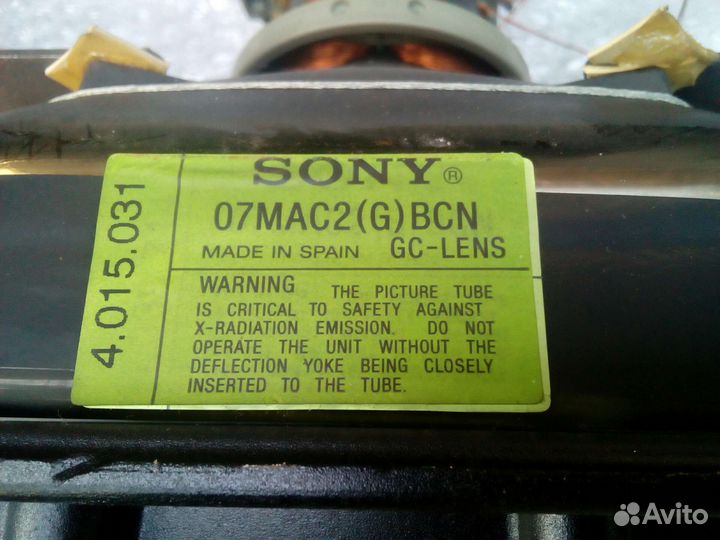 SONY®
07MAC2(G)BCN
MADE IN SPAIN GC-LENS
4.015.031
WARNING THE PICTURE TUBE
IS CRITICAL TO SAFETY AGAINST
X-RADIATION EMISSION. DO NOT
OPERATE THE UNIT WITHOUT THE
DEFLECTION YOKE BEING CLOSELY
INSERTED TO THE TUBE.
Avito